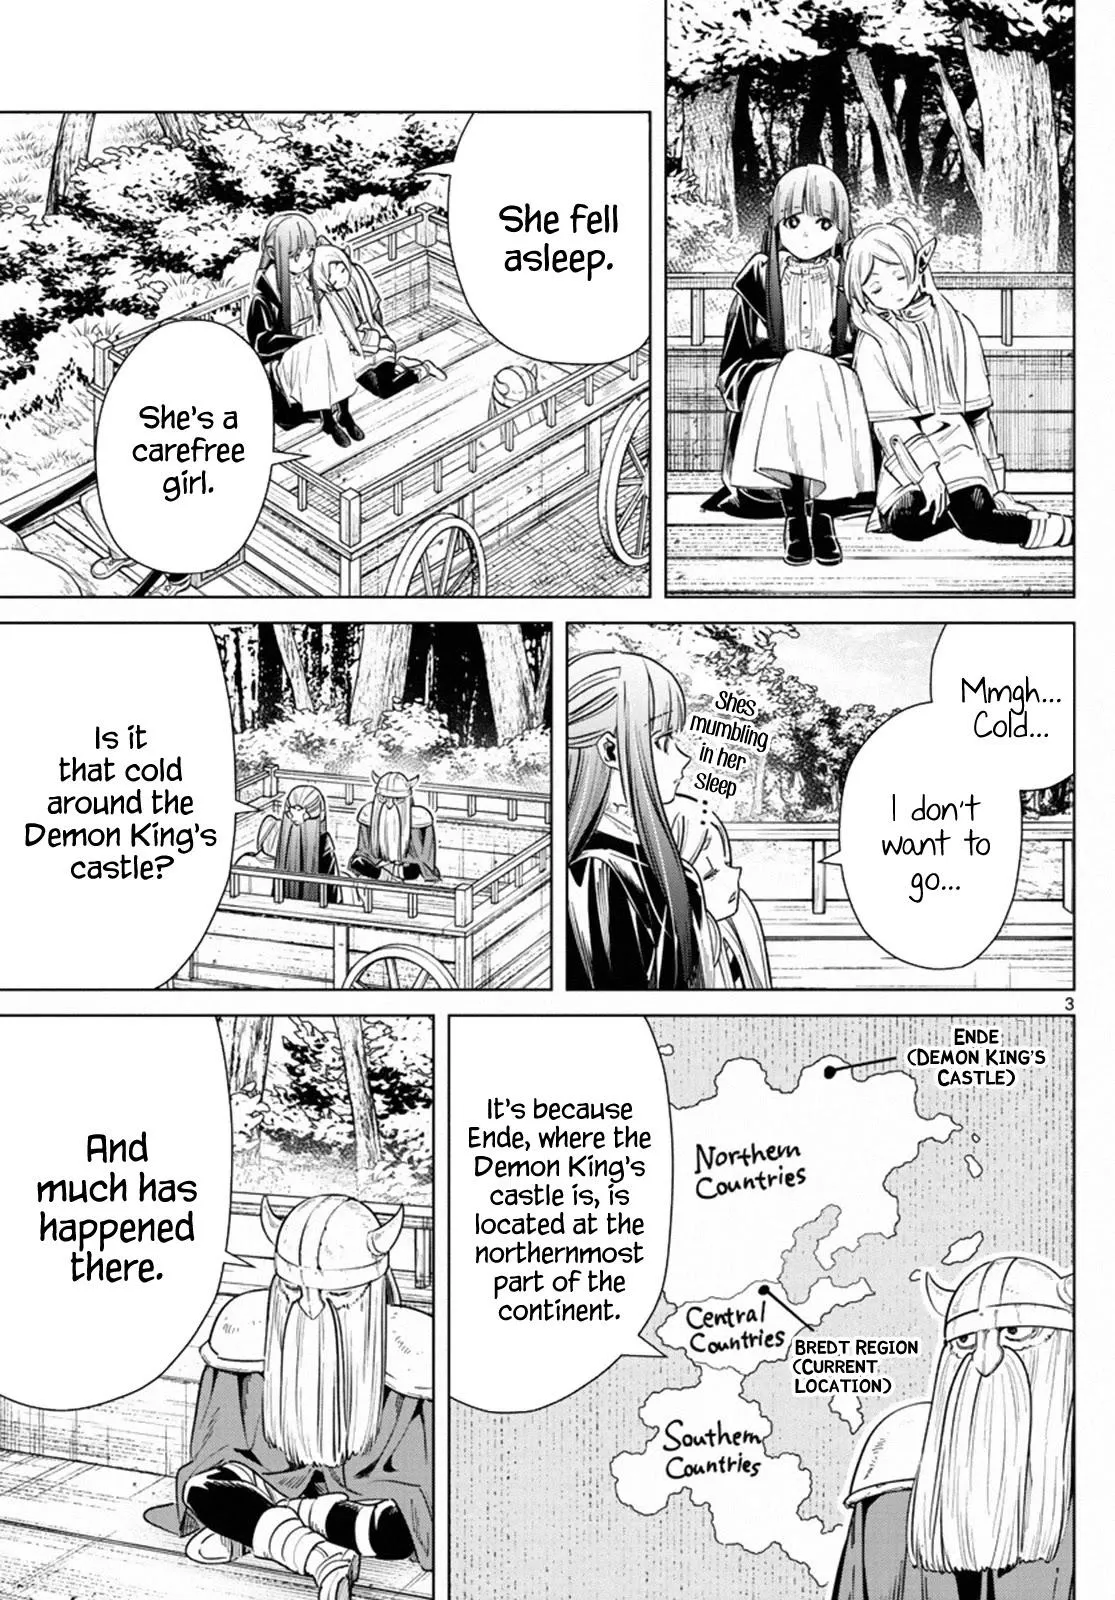 She fell
asleep.
She's a
carefree
girl.
Mmgh...
Cold...
I don't
want to
go...
She's
mumbling
in her
sleep
Is it
that cold
around the
Demon King's
castle?
3
Ende
(Demon King's
Castle)
Northern
Countries
Central
Countries
Bredt Region
(Current
Location)
Southern
Countries
It's because
Ende, where the
Demon King's
castle is, is
located at the
northernmost
part of the
continent.
And
much has
happened
there.